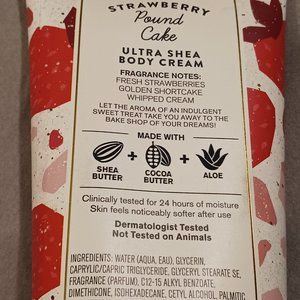 STRAWBERRY
Pound
Cake
ULTRA SHEA
BODY CREAM
FRAGRANCE NOTES:
FRESH STRAWBERRIES
GOLDEN SHORTCAKE
WHIPPED CREAM
LET THE AROMA OF AN INDULGENT
SWEET TREAT TAKE YOU AWAY TO THE
BAKE SHOP OF YOUR DREAMS!
MADE WITH
SHEA BUTTER + COCOA BUTTER + ALOE
Clinically tested for 24 hours of moisture
Skin feels noticeably softer after use
Dermatologist Tested
Not Tested on Animals
INGREDIENTS: WATER (AQUA, EAU), GLYCERIN,
CAPRYLIC/CAPRIC TRIGLYCERIDE, GLYCERYL STEARATE SE,
FRAGRANCE (PARFUM), C12-15 ALKYL BENZOATE,
DIMETHICONE, ISOHEXADECANE, CETYL ALCOHOL, PALMITIC